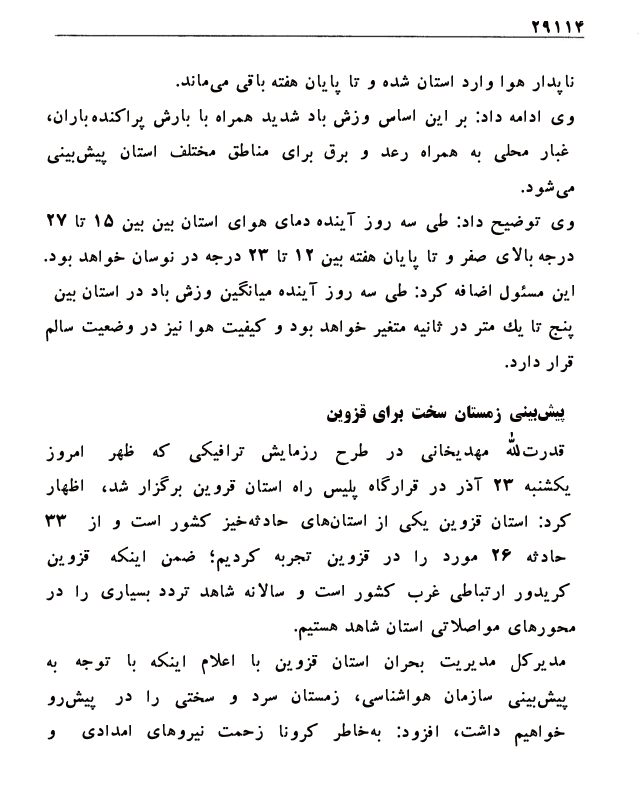 ۲۹۱۱۴
ناپدار هوا وارد استان شده و تا پایان هفته باقی می‌ماند.
وی ادامه داد: بر این اساس وزش باد شدید همراه با بارش پراکنده باران،
غبار محلی به همراه رعد و برق برای مناطق مختلف استان پیش‌بینی
می‌شود.
وی توضیح داد: طی سه روز آینده دمای هوای استان بین بین ۱۵ تا ۲۷
درجه بالای صفر و تا پایان هفته بین ۱۲ تا ۲۳ درجه در نوسان خواهد بود.
این مسئول اضافه کرد: طی سه روز آینده میانگین وزش باد در استان بین
پنج تا یك متر در ثانیه متغیر خواهد بود و کیفیت هوا نیز در وضعیت سالم
قرار دارد.
پیش‌بینی زمستان سخت برای قزوین
قدرت‌الله مهدیخانی در طرح رزمایش ترافیکی که ظهر امروز
یکشنبه ۲۳ آذر در قرارگاه پلیس راه استان قروین برگزار شد، اظهار
کرد: استان قزوین یکی از استان‌های حادثه‌خیز کشور است و از ۳۳
حادثه ۲۶ مورد را در قزوین تجربه کردیم؛ ضمن اینکه قزوین
کریدور ارتباطی غرب کشور است و سالانه شاهد تردد بسیاری را در
محورهای مواصلاتی استان شاهد هستیم.
مدیرکل مدیریت بحران استان قزوین با اعلام اینکه با توجه به
پیش‌بینی سازمان هواشناسی، زمستان سرد و سختی را در پیش‌رو
خواهیم داشت، افزود: به‌خاطر کرونا زحمت نیروهای امدادی و